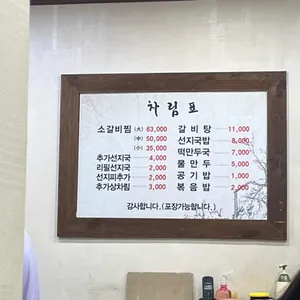 차림표
소갈비찜 (大) 63,000
(中) 50,000
(小) 35,000
추가선지국 4,000
리필선지국 2,000
선지피추가 2,000
추가상차림 3,000
갈비탕 11,000
선지국밥 8,000
떡만두국 7,000
물만두 5,000
공기밥 1,000
볶음밥 2,000
감사합니다. (포장가능합니다.)